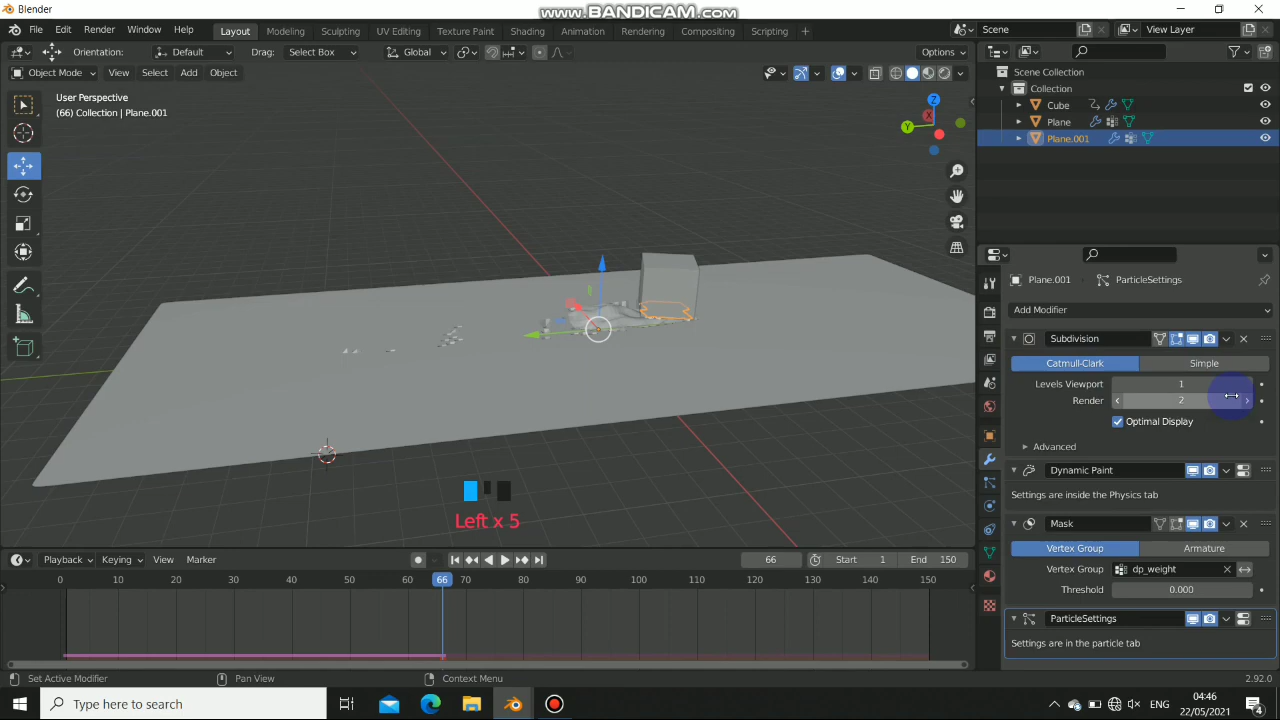 Blender
www.BANDICAM.com
File Edit Render Window Help Layout Modeling Sculpting UV Editing Texture Paint Shading Animation Rendering Compositing Scripting Scene View Layer
Orientation: Default Drag: Select Box Global Options
Object Mode View Select Add Object
User Perspective
(66) Collection | Plane.001
Z
Y
X
Left x 5
Scene Collection
Collection
Cube
Plane
Plane.001
Plane.001 ParticleSettings
Add Modifier
Subdivision
Catmull-Clark Simple
Levels Viewport 1
Render 2
Optimal Display
Advanced
Dynamic Paint
Settings are inside the Physics tab
Mask
Vertex Group Armature
Vertex Group dp_weight
Threshold 0.000
ParticleSettings
Settings are in the particle tab
Playback Keying View Marker 66 Start 1 End 150
0 10 20 30 40 50 60 66 70 80 90 100 110 120 130 140 150
Set Active Modifier Pan View Context Menu 2.92.0
Type here to search
ENG
04:46
22/05/2021
4